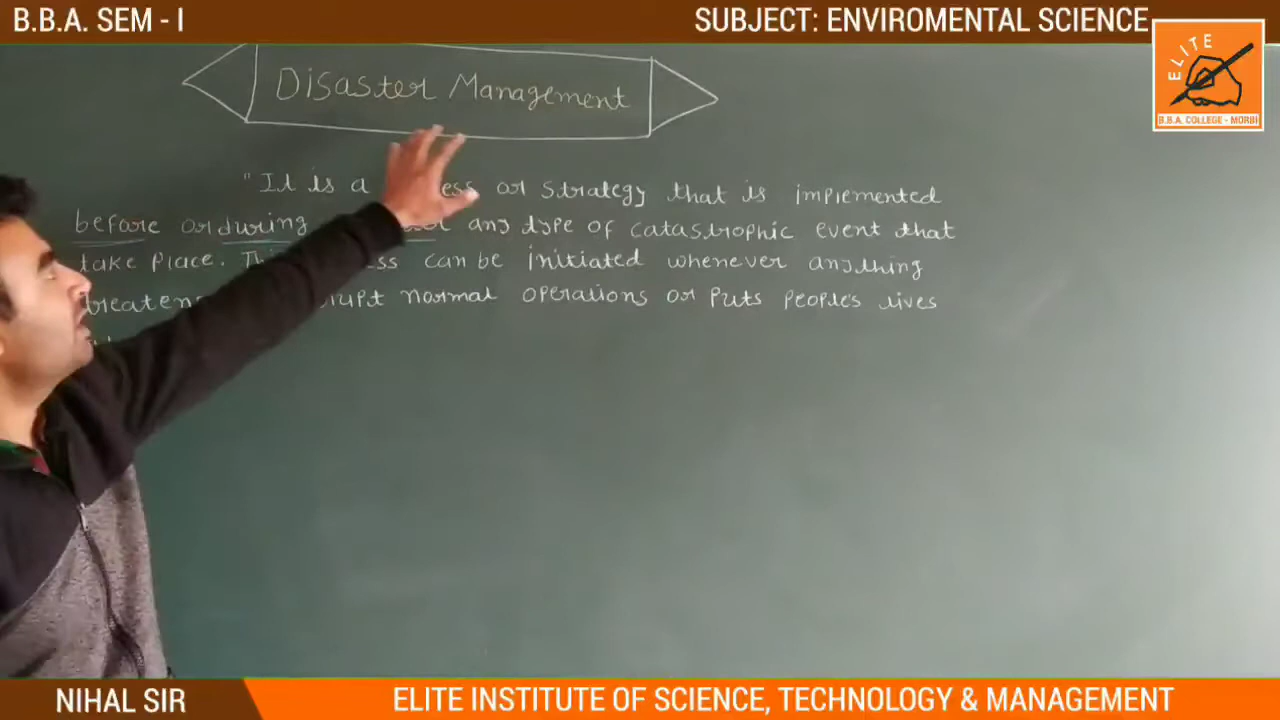 B.B.A. SEM - I
SUBJECT: ENVIROMENTAL SCIENCE
ELITE
B.B.A. COLLEGE - MORBI
Disaster Management
"It is a or strategy that is implemented
before or during any type of catastrophic event that
take place. can be initiated whenever anything
normal operations or puts people's lives
NIHAL SIR
ELITE INSTITUTE OF SCIENCE, TECHNOLOGY & MANAGEMENT